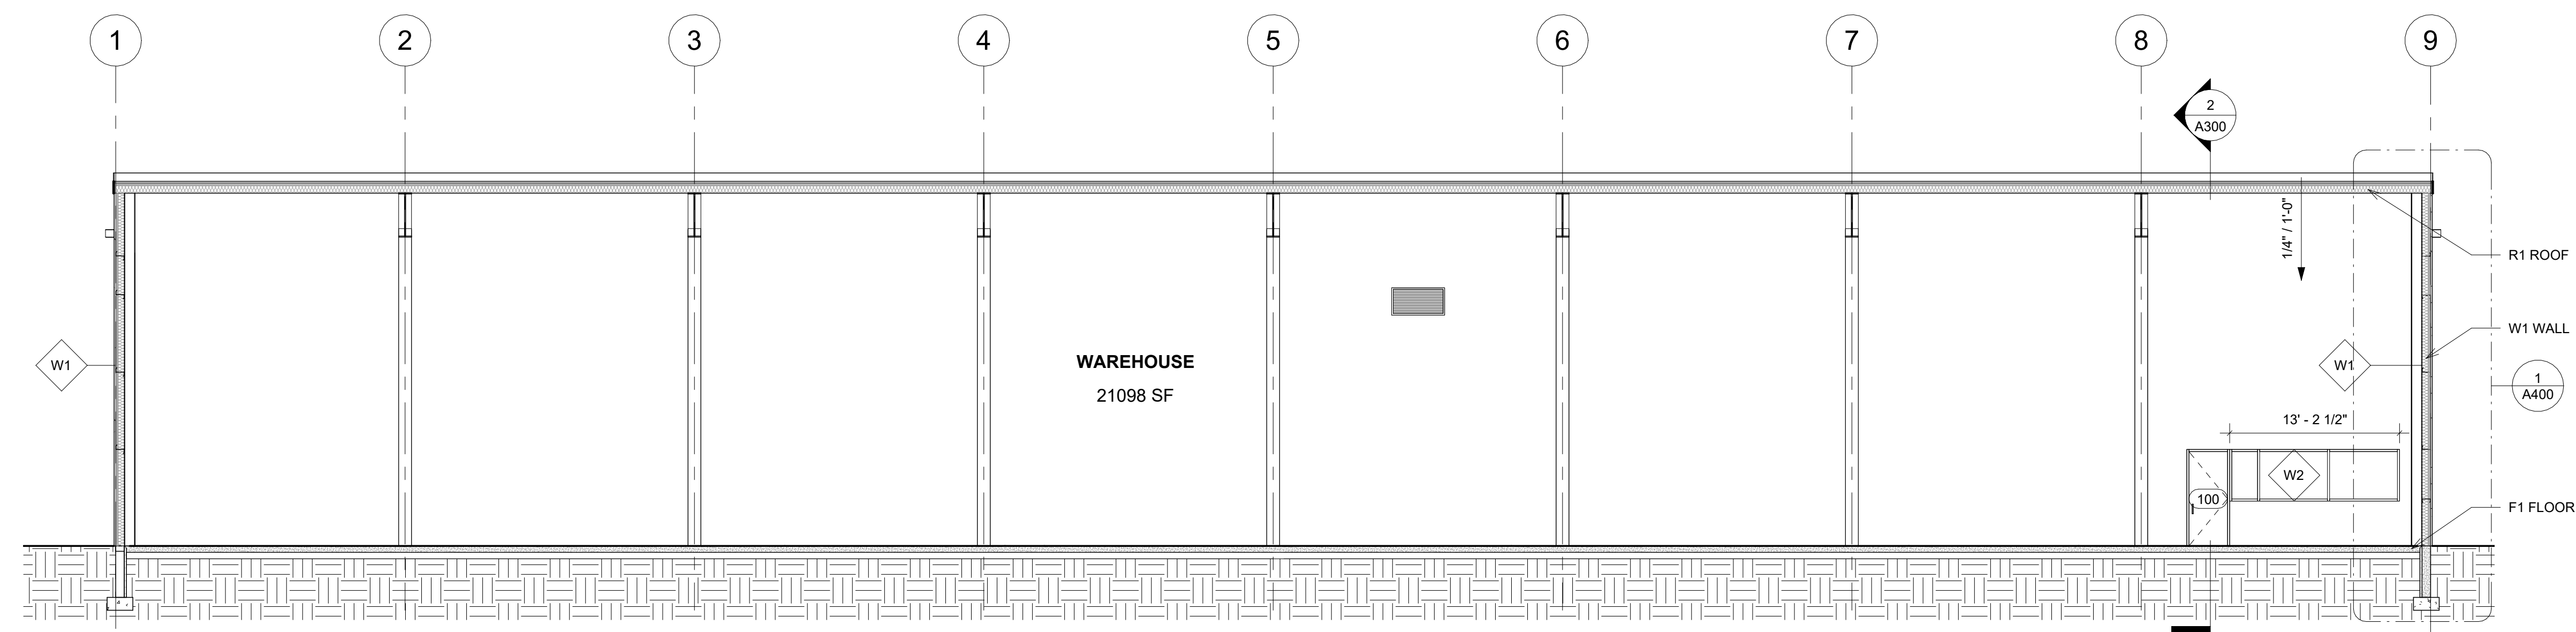 1
2
3
4
5
6
7
8
9
2
A300
1/4" / 1'-0"
R1 ROOF
W1 WALL
WAREHOUSE
21098 SF
W1
W1
1
A400
13' - 2 1/2"
W2
100
F1 FLOOR